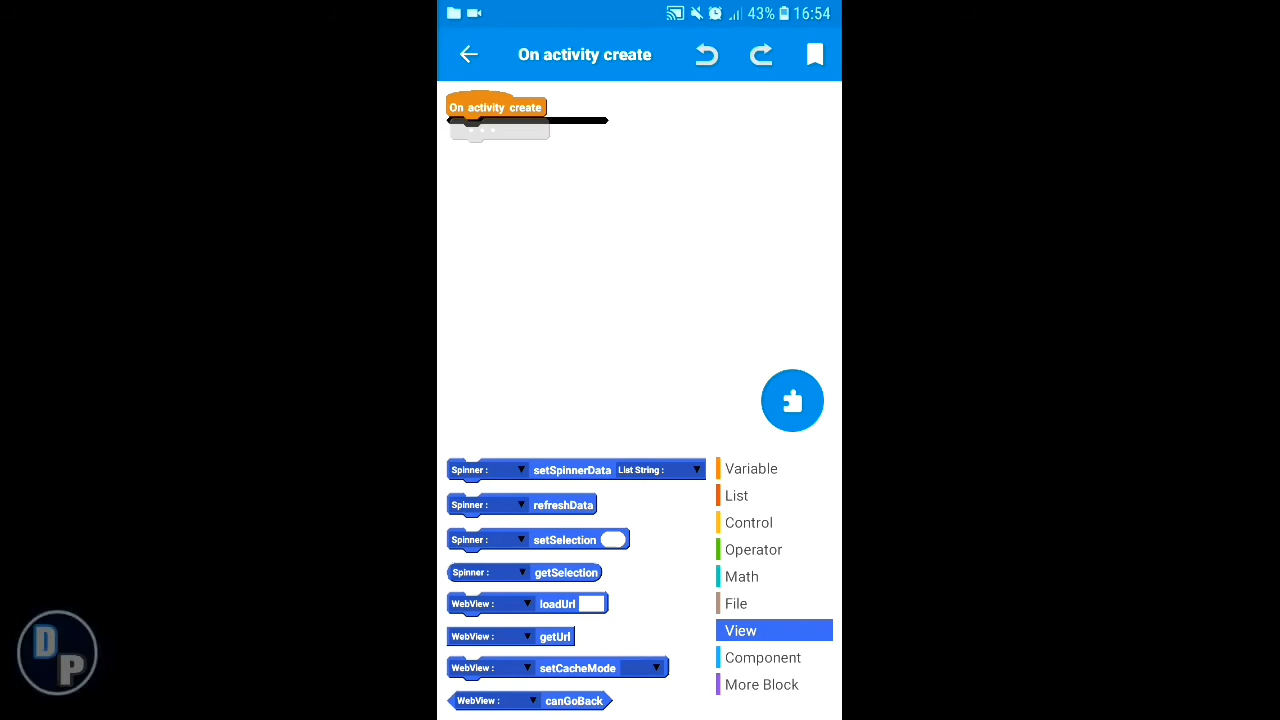 43% 16:54
On activity create
On activity create
Spinner : setSpinnerData List String :
Spinner : refreshData
Spinner : setSelection
Spinner : getSelection
WebView : loadUrl
WebView : getUrl
WebView : setCacheMode
WebView : canGoBack
Variable
List
Control
Operator
Math
File
View
Component
More Block
DP